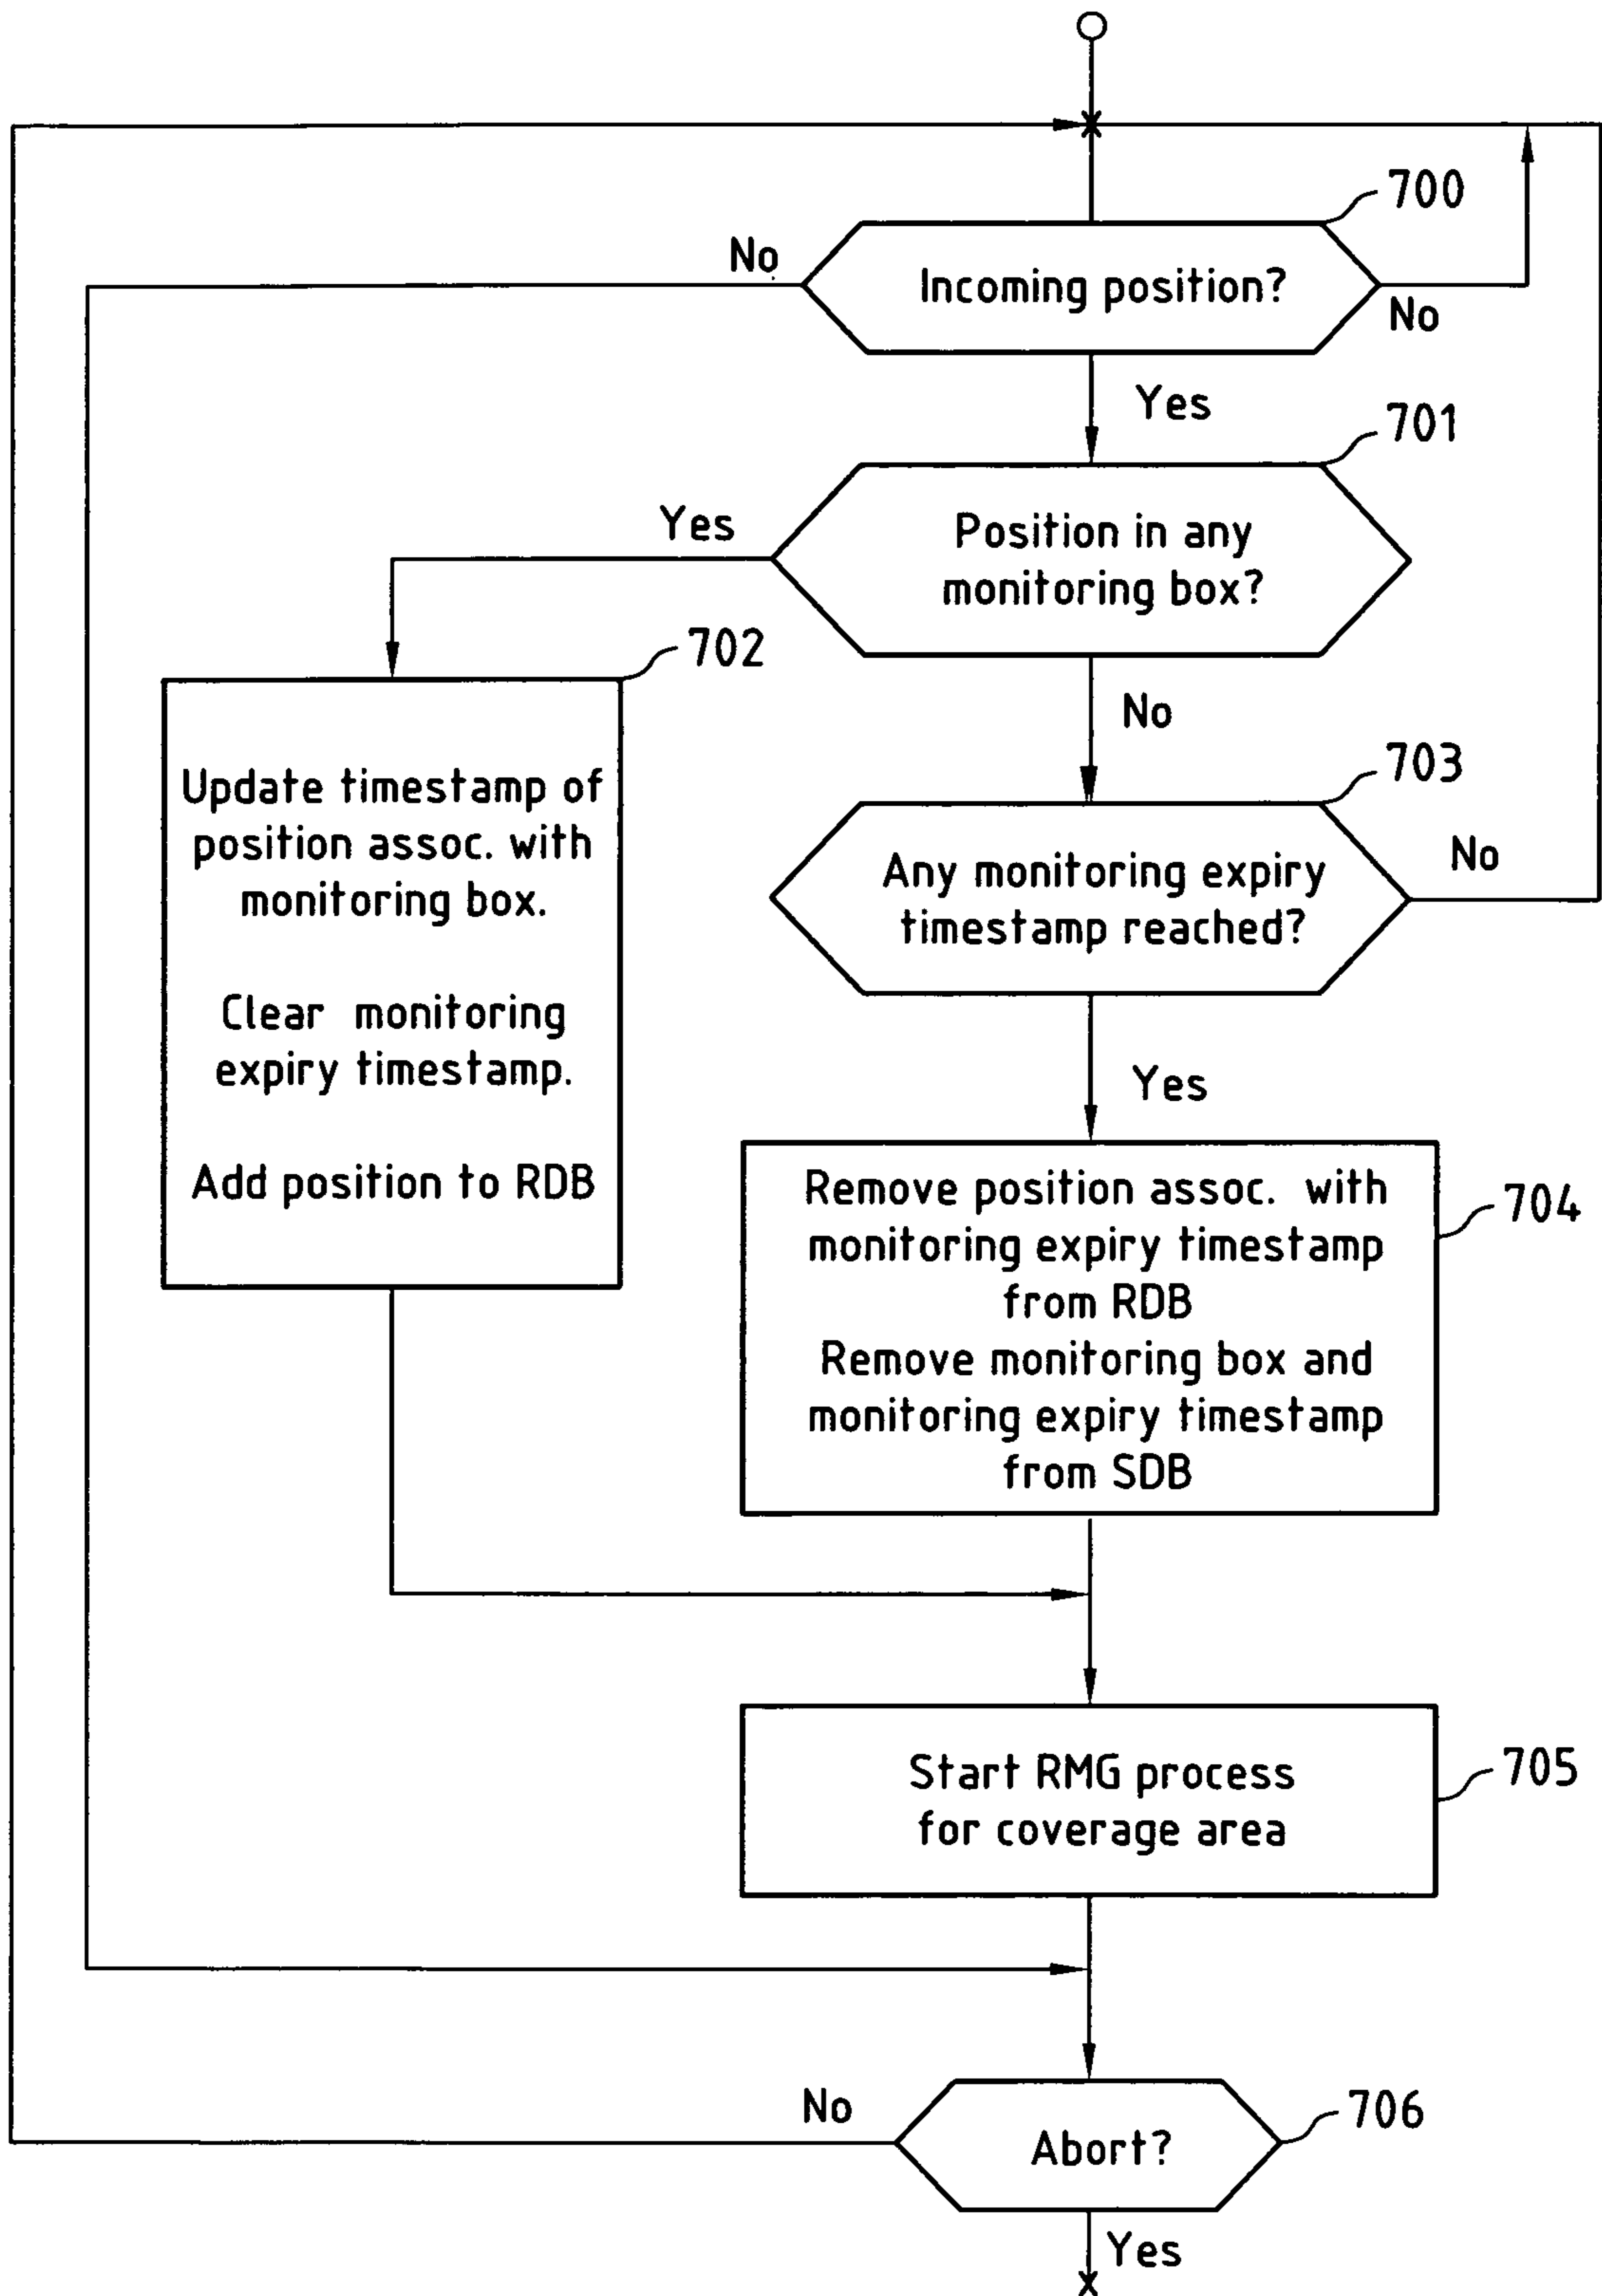 700
No
Incoming position?
No
Yes
701
Yes
Position in any
monitoring box?
702
No
703
Update timestamp of
position assoc. with
monitoring box.
Clear monitoring
expiry timestamp.
Add position to RDB
No
Any monitoring expiry
timestamp reached?
Yes
704
Remove position assoc. with
monitoring expiry timestamp
from RDB
Remove monitoring box and
monitoring expiry timestamp
from SDB
705
Start RMG process
for coverage area
No
706
Abort?
Yes